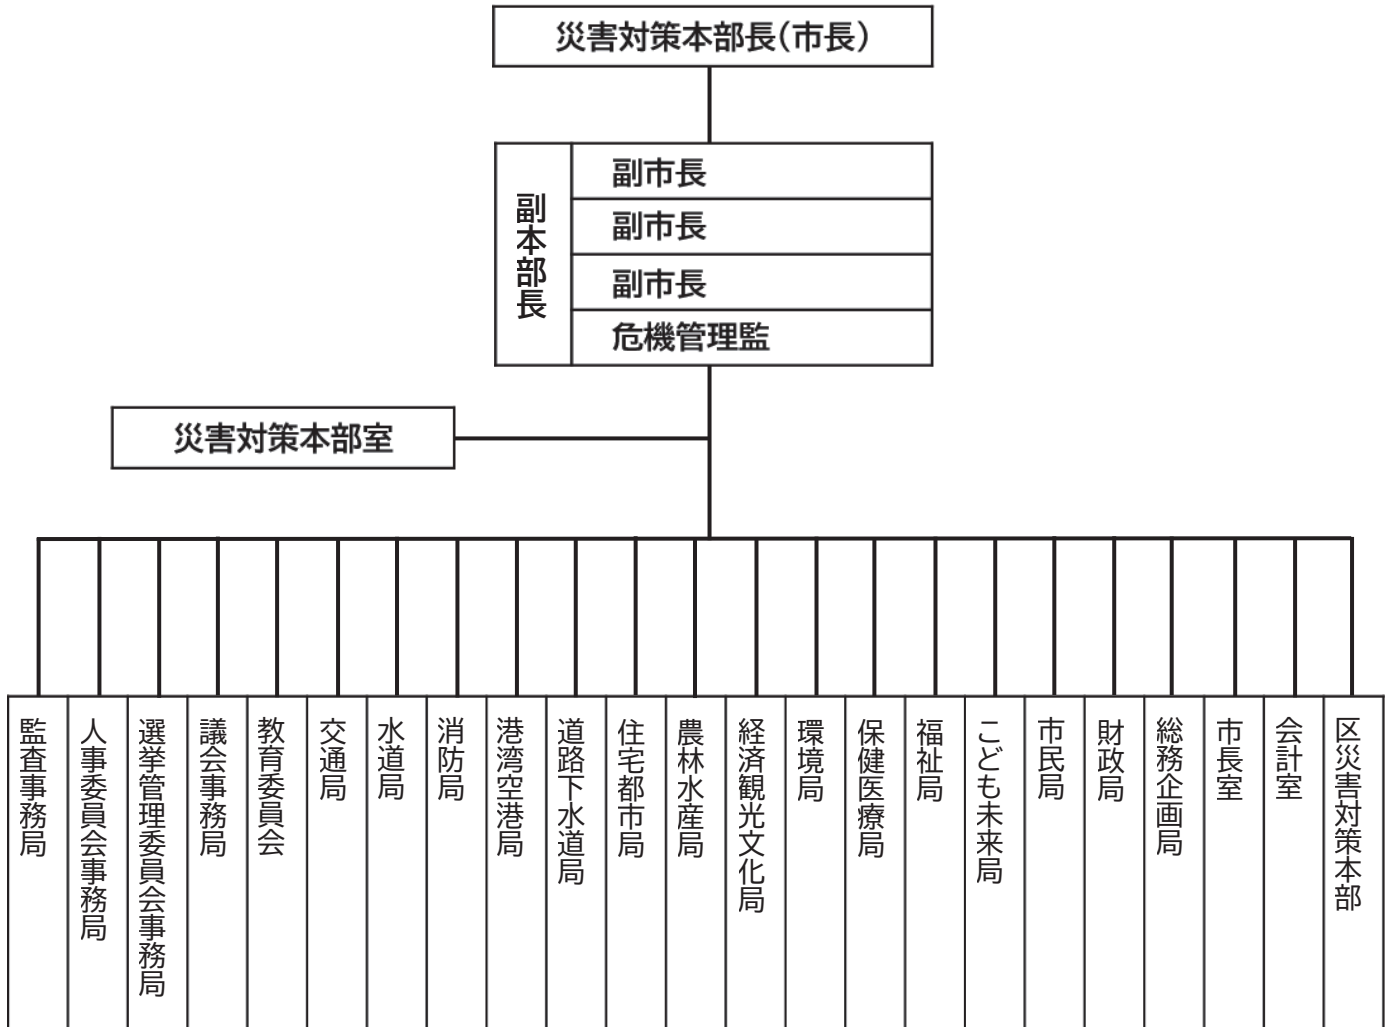 災害対策本部長（市長）
副本部長
副市長
副市長
副市長
危機管理監
災害対策本部室
監査事務局
人事委員会事務局
選挙管理委員会事務局
議会事務局
教育委員会
交通局
水道局
消防局
港湾空港局
道路下水道局
住宅都市局
農林水産局
経済観光文化局
環境局
保健医療局
福祉局
こども未来局
市民局
財政局
総務企画局
市長室
会計室
区災害対策本部